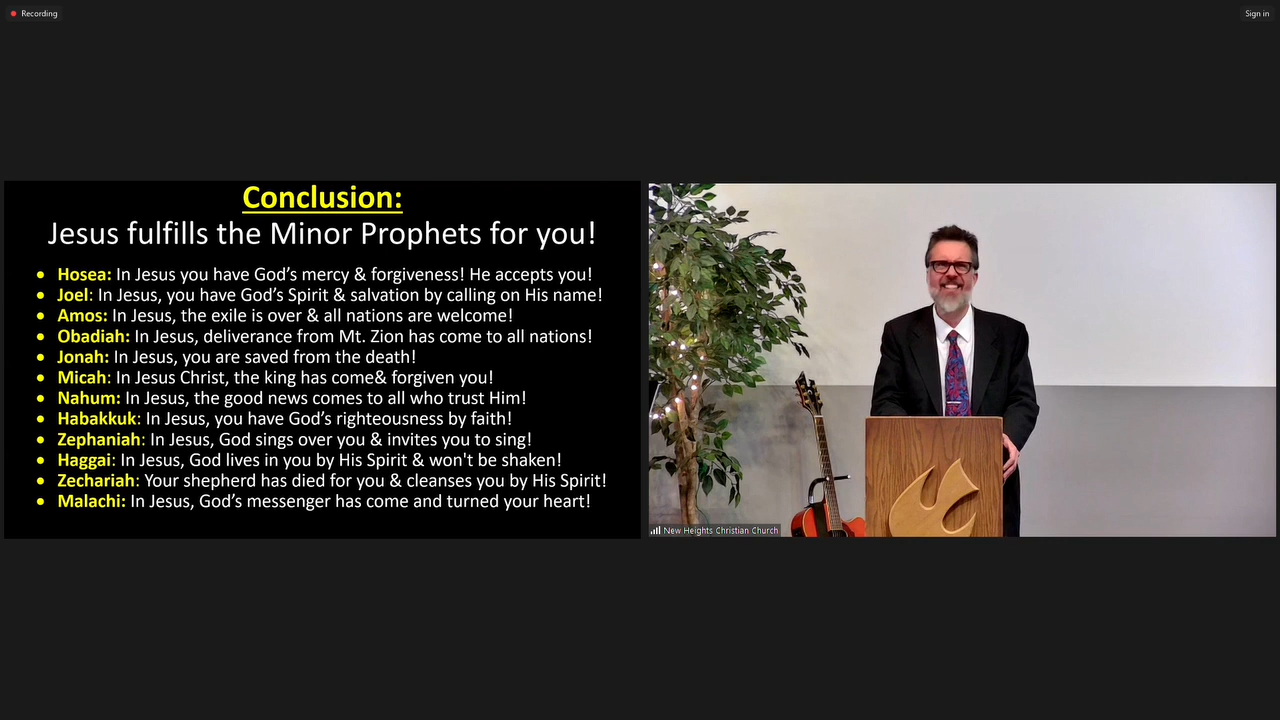 Recording
Sign in
Conclusion:
Jesus fulfills the Minor Prophets for you!
• Hosea: In Jesus you have God's mercy & forgiveness! He accepts you!
• Joel: In Jesus, you have God's Spirit & salvation by calling on His name!
• Amos: In Jesus, the exile is over & all nations are welcome!
• Obadiah: In Jesus, deliverance from Mt. Zion has come to all nations!
• Jonah: In Jesus, you are saved from the death!
• Micah: In Jesus Christ, the king has come& forgiven you!
• Nahum: In Jesus, the good news comes to all who trust Him!
• Habakkuk: In Jesus, you have God's righteousness by faith!
• Zephaniah: In Jesus, God sings over you & invites you to sing!
• Haggai: In Jesus, God lives in you by His Spirit & won't be shaken!
• Zechariah: Your shepherd has died for you & cleanses you by His Spirit!
• Malachi: In Jesus, God's messenger has come and turned your heart!
New Heights Christian Church